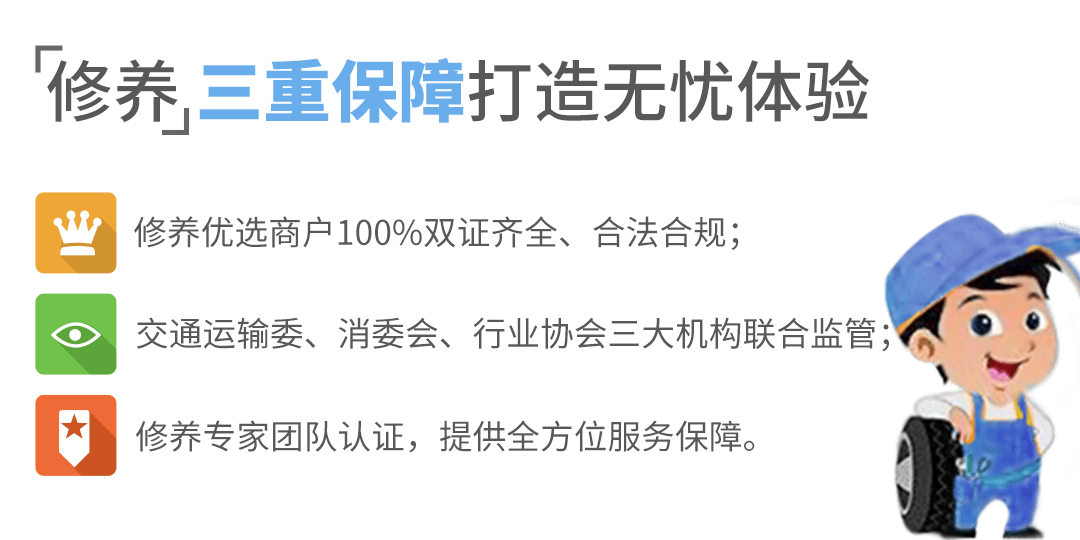 「修养」三重保障打造无忧体验
修养优选商户100%双证齐全、合法合规；
交通运输委、消委会、行业协会三大机构联合监管；
修养专家团队认证，提供全方位服务保障。